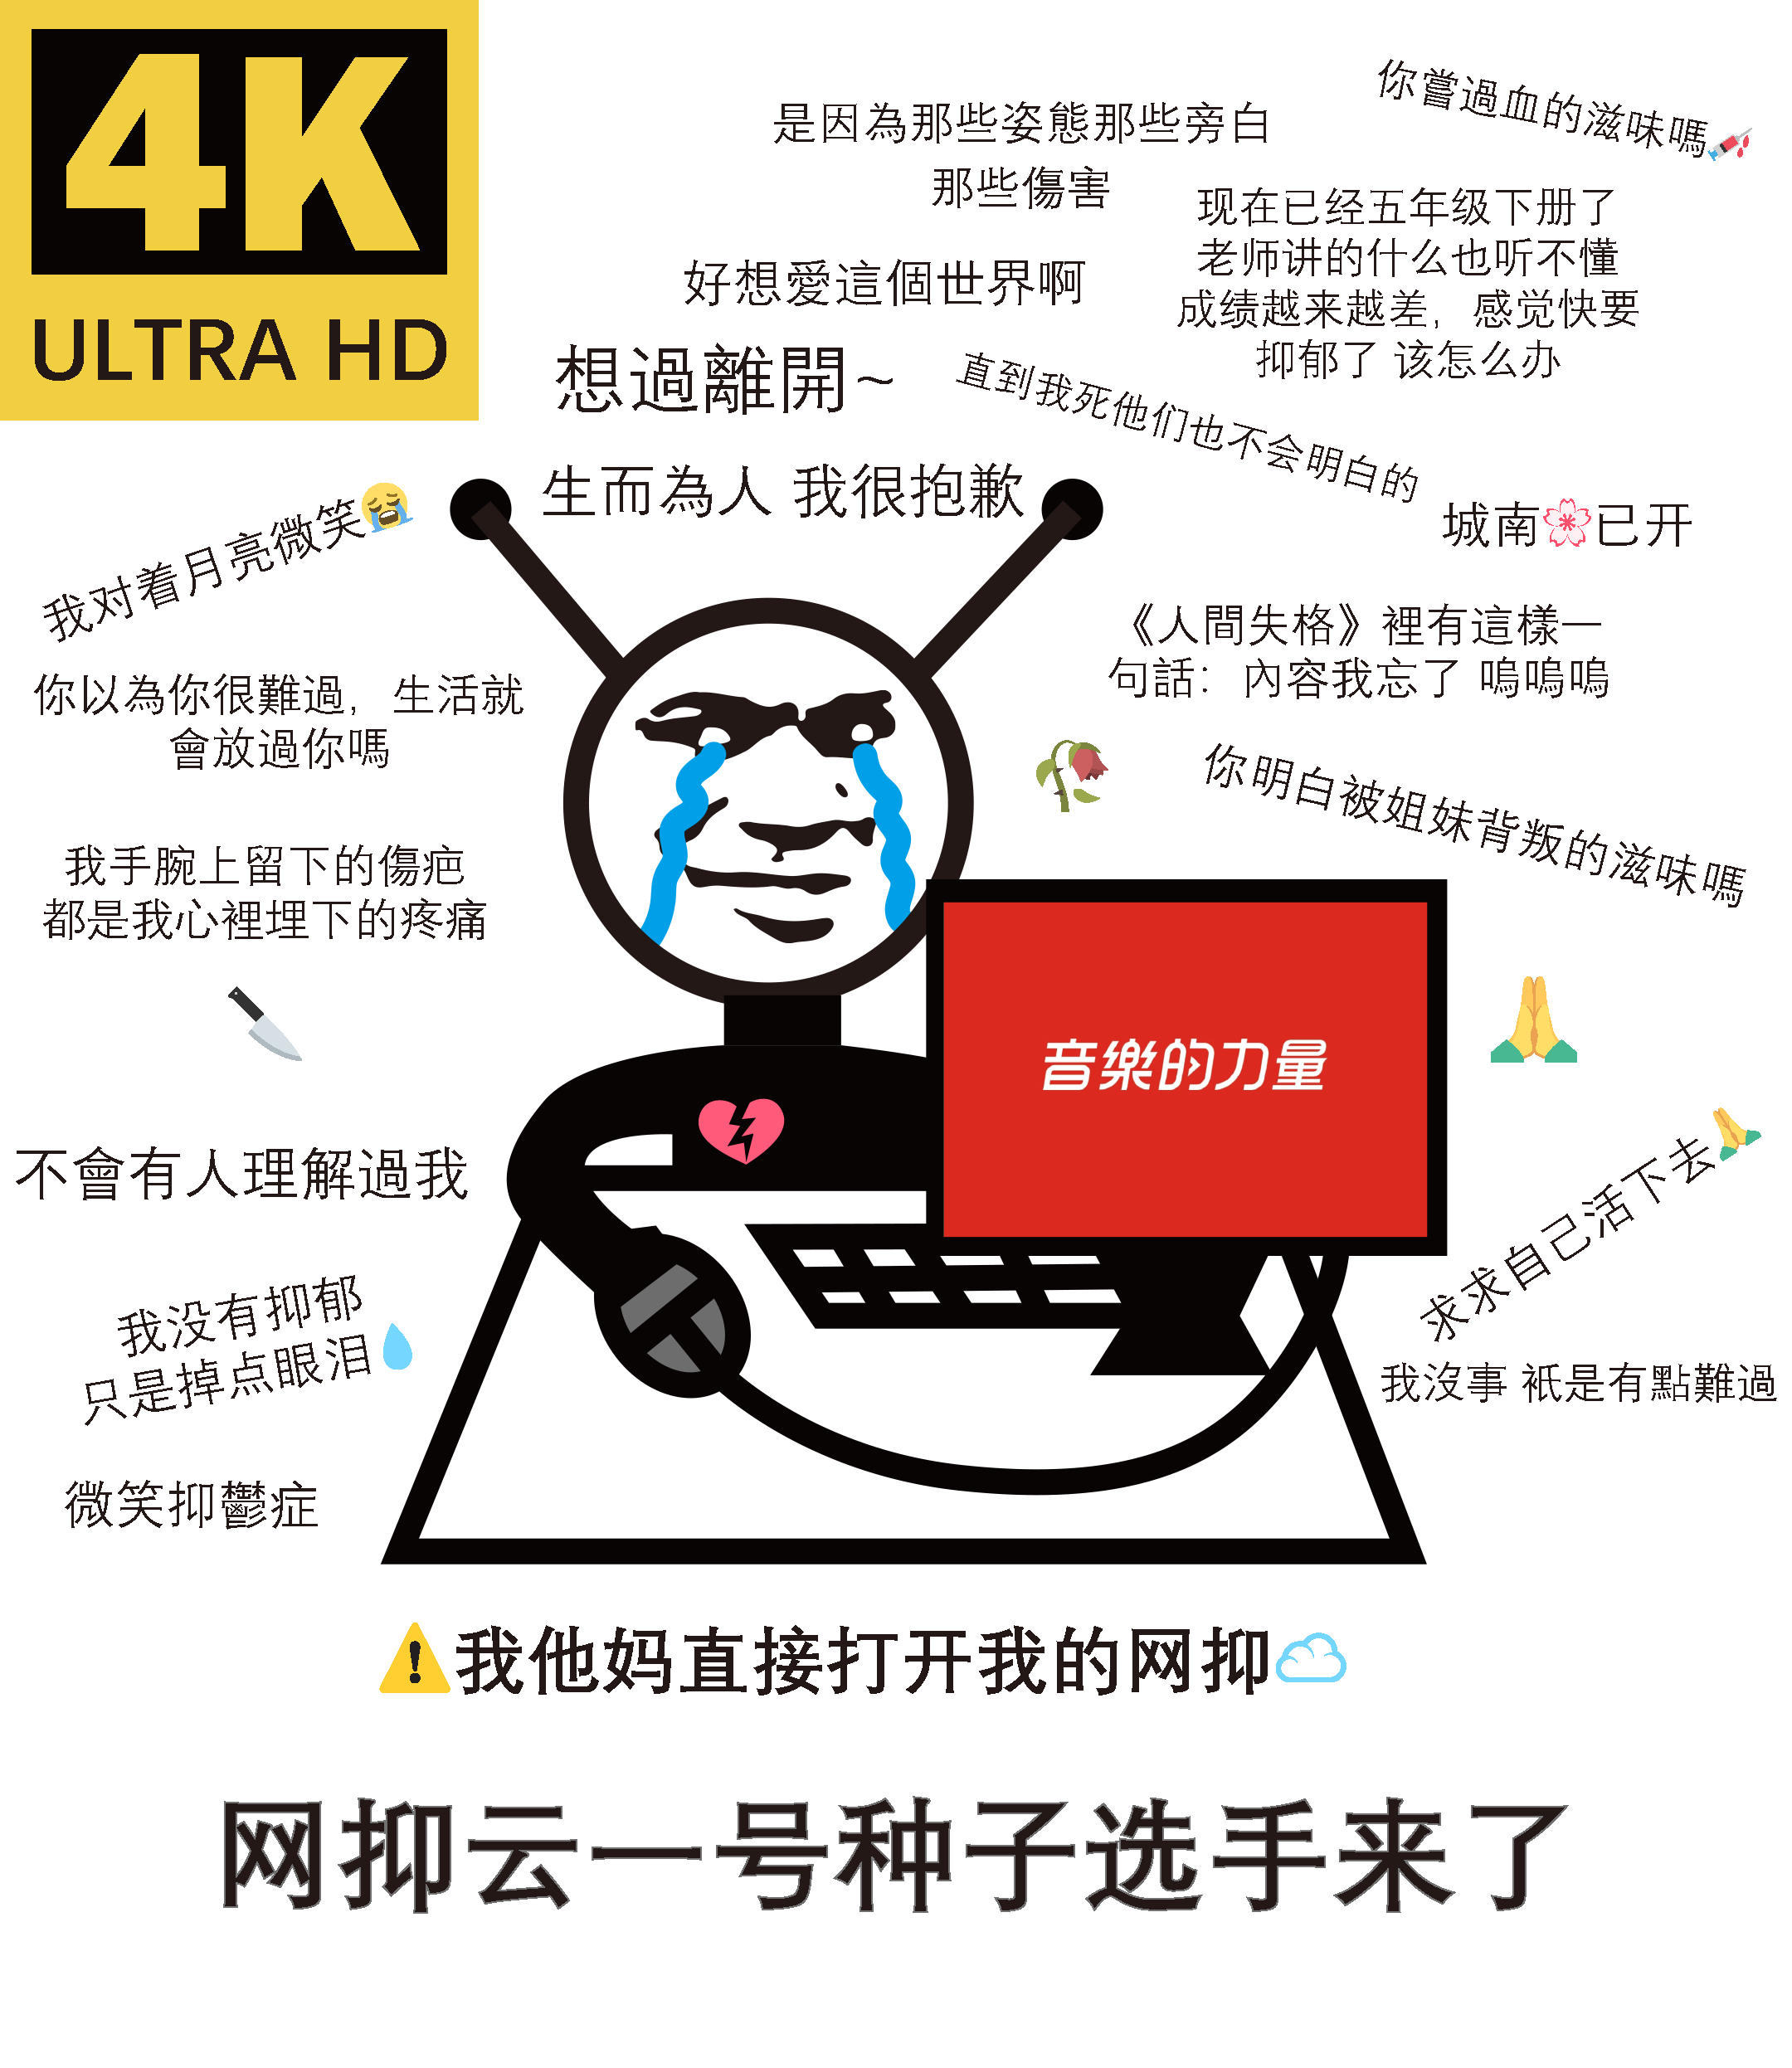 4K
ULTRA HD
你嘗過血的滋味嗎💉
是因為那些姿態那些旁白
那些傷害
现在已经五年级下册了
老师讲的什么也听不懂
成绩越来越差，感觉快要
抑郁了 该怎么办
好想愛這個世界啊
想過離開~
直到我死他们也不会明白的
生而為人 我很抱歉
城南🌸已开
我对着月亮微笑😭
《人間失格》裡有這樣一
句話：內容我忘了 嗚嗚嗚
你以為你很難過，生活就
會放過你嗎
你明白被姐妹背叛的滋味嗎
我手腕上留下的傷疤
都是我心裡埋下的疼痛
音樂的力量
不會有人理解過我
求求自己活下去🙏
我没有抑郁
只是掉点眼泪💧
我沒事 衹是有點難過
微笑抑鬱症
⚠️我他妈直接打开我的网抑☁️
网抑云一号种子选手来了